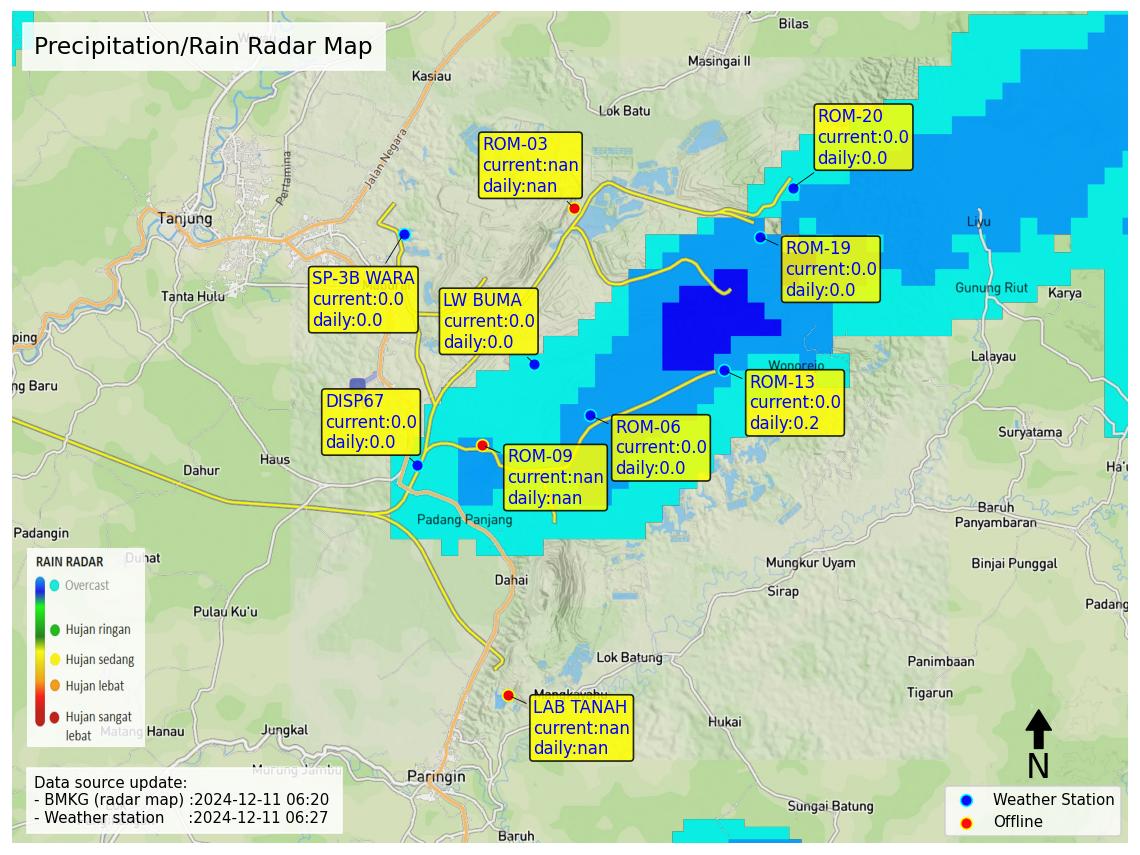 Precipitation/Rain Radar Map
Bilas
Masingai II
Kasiau
Lok Batu
Jalan Negara
Pertamina
Tanjung
Tanta Hulu
ROM-20
current:0.0
daily:0.0
ROM-03
current:nan
daily:nan
ROM-19
current:0.0
daily:0.0
SP-3B WARA
current:0.0
daily:0.0
LW BUMA
current:0.0
daily:0.0
Liyu
Gunung Riut
Karya
Lalayau
Wonorejo
ping
ng Baru
ROM-13
current:0.0
daily:0.2
DISP67
current:0.0
daily:0.0
ROM-06
current:0.0
daily:0.0
ROM-09
current:nan
daily:nan
Suryatama
Ha'u
Haus
Dahur
Padang Panjang
Baruh
Panyambaran
Padangin
Duhat
Dahai
Mungkur Uyam
Binjai Punggal
Sirap
Padang
Pulau Ku'u
RAIN RADAR
Overcast
Hujan ringan
Hujan sedang
Hujan lebat
Hujan sangat
lebat
Lok Batung
Panimbaan
Tigarun
LAB TANAH
current:nan
daily:nan
Hukai
Matang Hanau
Jungkal
Murung Jambu
Paringin
Sungai Batung
Baruh
N
Data source update:
- BMKG (radar map) :2024-12-11 06:20
- Weather station :2024-12-11 06:27
Weather Station
Offline